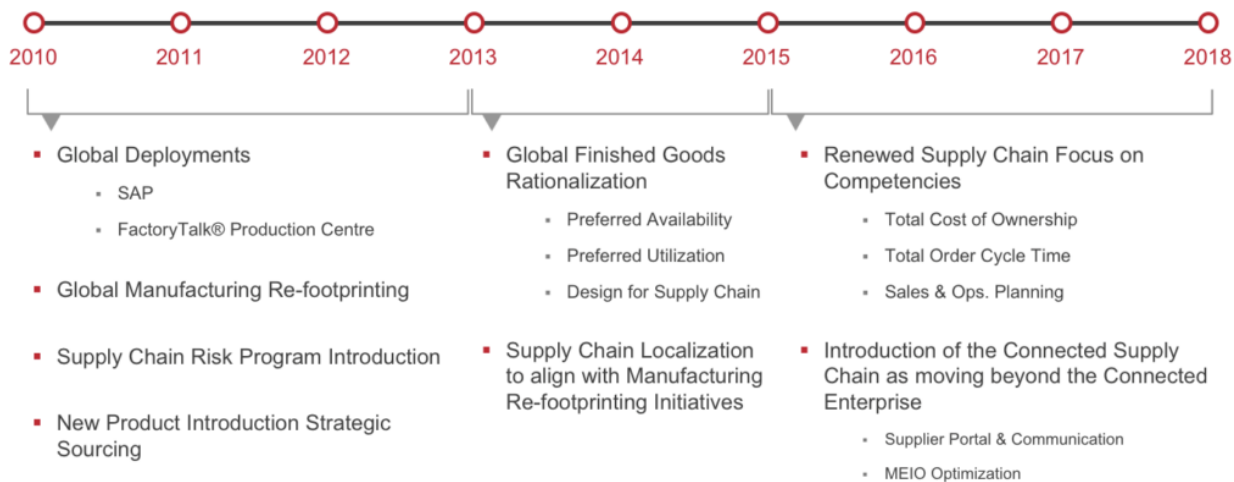 2010 2011 2012 2013 2014 2015 2016 2017 2018
Global Deployments
SAP
FactoryTalk® Production Centre
Global Manufacturing Re-footprinting
Supply Chain Risk Program Introduction
New Product Introduction Strategic
Sourcing
Global Finished Goods
Rationalization
Preferred Availability
Preferred Utilization
Design for Supply Chain
Supply Chain Localization
to align with Manufacturing
Re-footprinting Initiatives
Renewed Supply Chain Focus on
Competencies
Total Cost of Ownership
Total Order Cycle Time
Sales & Ops. Planning
Introduction of the Connected Supply
Chain as moving beyond the Connected
Enterprise
Supplier Portal & Communication
MEIO Optimization